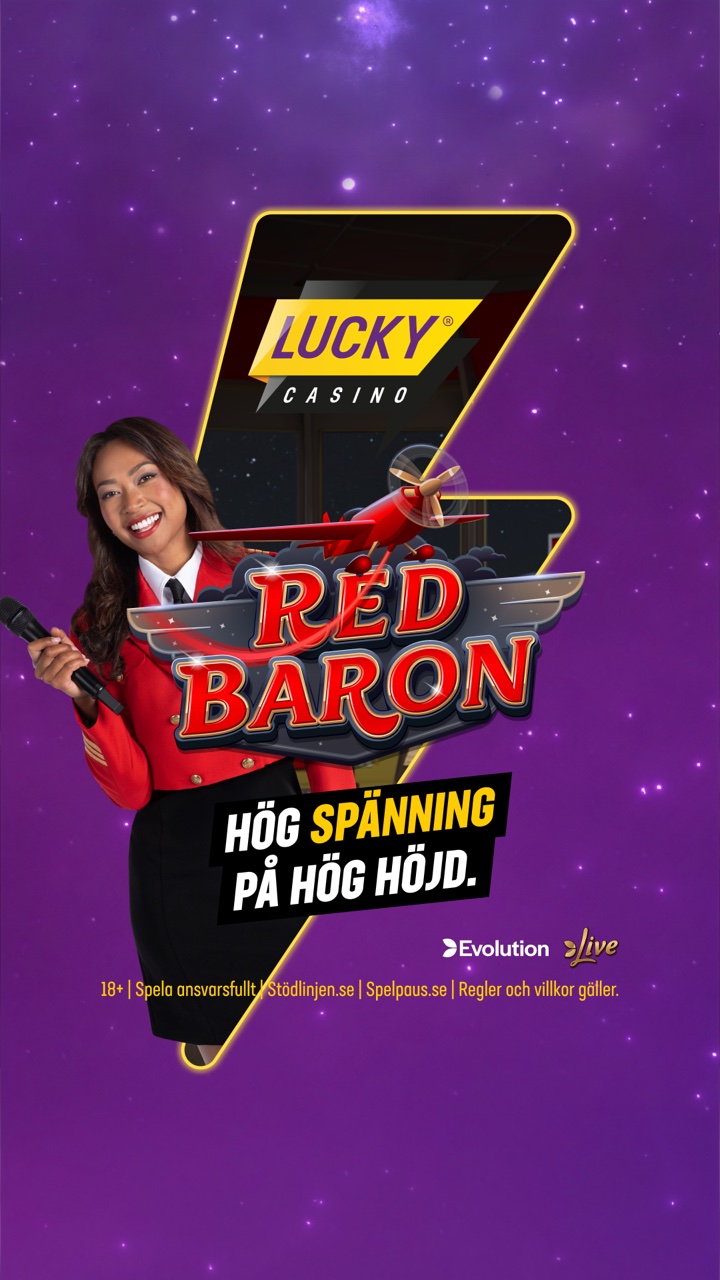 LUCKY®
CASINO
RED
BARON
HÖG SPÄNNING
PÅ HÖG HÖJD.
Evolution Live
18+ | Spela ansvarsfullt | Stödlinjen.se | Spelpaus.se | Regler och villkor gäller.